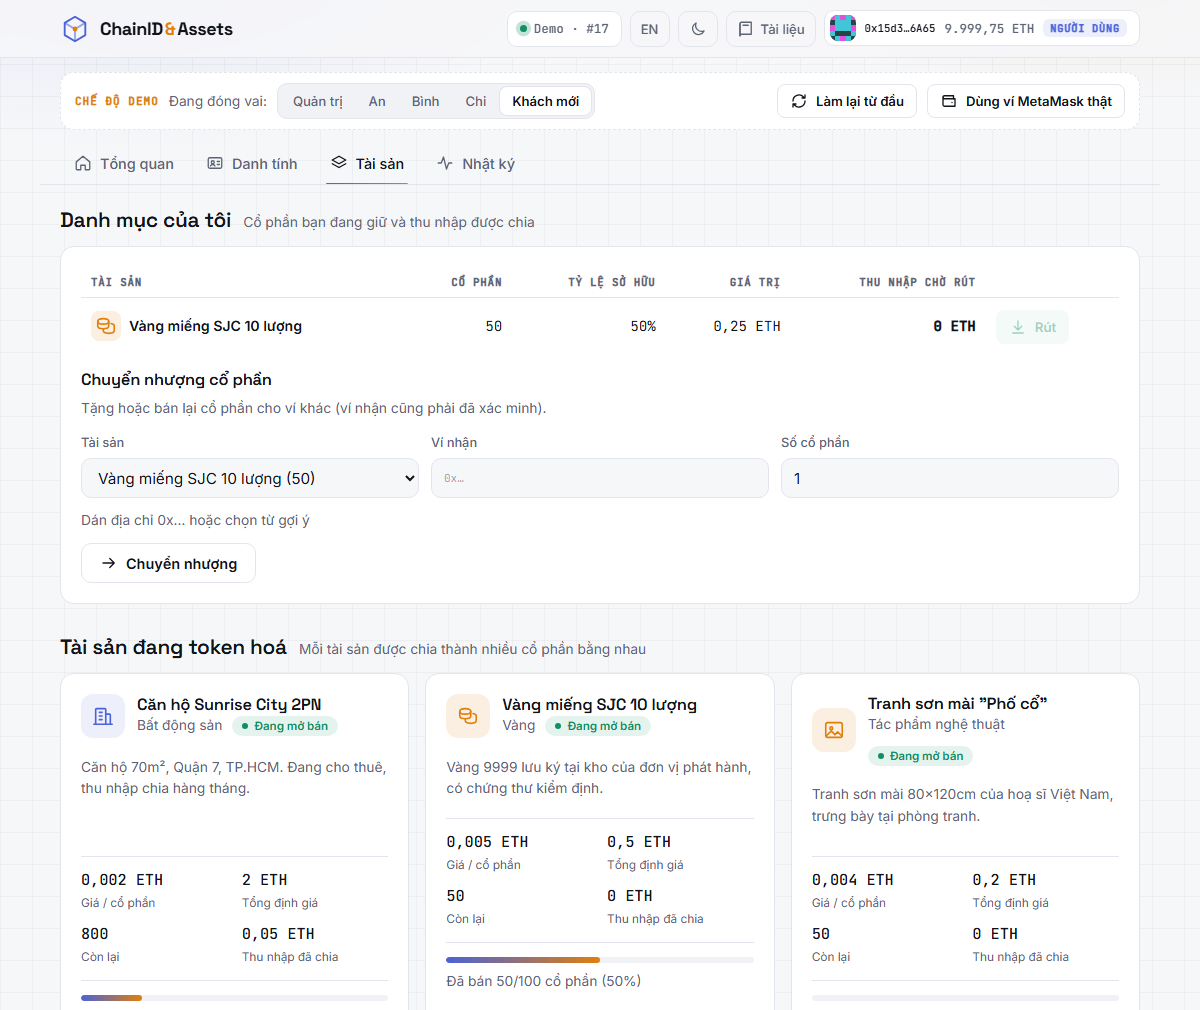 ChainID&Assets
Demo · #17
EN
Tài liệu
0x15d3…6A65 9.999,75 ETH NGƯỜI DÙNG
CHẾ ĐỘ DEMO Đang đóng vai: Quản trị An Bình Chi Khách mới
Làm lại từ đầu
Dùng ví MetaMask thật
Tổng quan Danh tính Tài sản Nhật ký
Danh mục của tôi Cổ phần bạn đang giữ và thu nhập được chia
TÀI SẢN CỔ PHẦN TỶ LỆ SỞ HỮU GIÁ TRỊ THU NHẬP CHỜ RÚT
Vàng miếng SJC 10 lượng 50 50% 0,25 ETH 0 ETH Rút
Chuyển nhượng cổ phần
Tặng hoặc bán lại cổ phần cho ví khác (ví nhận cũng phải đã xác minh).
Tài sản Ví nhận Số cổ phần
Vàng miếng SJC 10 lượng (50) 0x… 1
Dán địa chỉ 0x... hoặc chọn từ gợi ý
Chuyển nhượng
Tài sản đang token hoá Mỗi tài sản được chia thành nhiều cổ phần bằng nhau
Căn hộ Sunrise City 2PN
Bất động sản Đang mở bán
Căn hộ 70m², Quận 7, TP.HCM. Đang cho thuê,
thu nhập chia hàng tháng.
0,002 ETH 2 ETH
Giá / cổ phần Tổng định giá
800 0,05 ETH
Còn lại Thu nhập đã chia
Vàng miếng SJC 10 lượng
Vàng Đang mở bán
Vàng 9999 lưu ký tại kho của đơn vị phát hành,
có chứng thư kiểm định.
0,005 ETH 0,5 ETH
Giá / cổ phần Tổng định giá
50 0 ETH
Còn lại Thu nhập đã chia
Đã bán 50/100 cổ phần (50%)
Tranh sơn mài ”Phố cổ”
Tác phẩm nghệ thuật
Đang mở bán
Tranh sơn mài 80×120cm của hoạ sĩ Việt Nam,
trưng bày tại phòng tranh.
0,004 ETH 0,2 ETH
Giá / cổ phần Tổng định giá
50 0 ETH
Còn lại Thu nhập đã chia